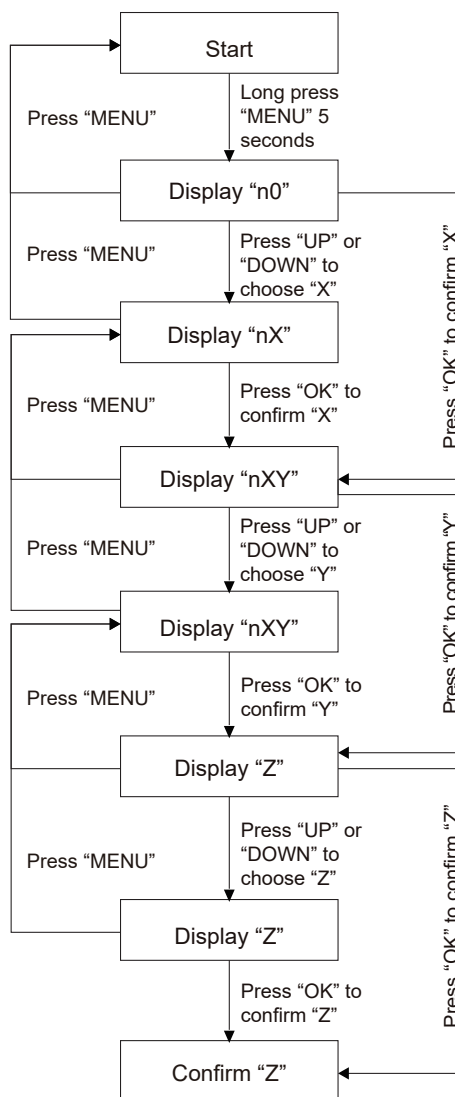 Start
Press “MENU”
Long press
“MENU” 5
seconds
Display “n0”
Press “MENU”
Press “UP” or
“DOWN” to
choose “X”
Press “OK” to confirm “X”
Display “nX”
Press “MENU”
Press “OK” to
confirm “X”
Display “nXY”
Press “MENU”
Press “UP” or
“DOWN” to
choose “Y”
Press “OK” to confirm “Y”
Display “nXY”
Press “MENU”
Press “OK” to
confirm “Y”
Display “Z”
Press “MENU”
Press “UP” or
“DOWN” to
choose “Z”
Press “OK” to confirm “Z”
Display “Z”
Press “OK” to
confirm “Z”
Confirm “Z”